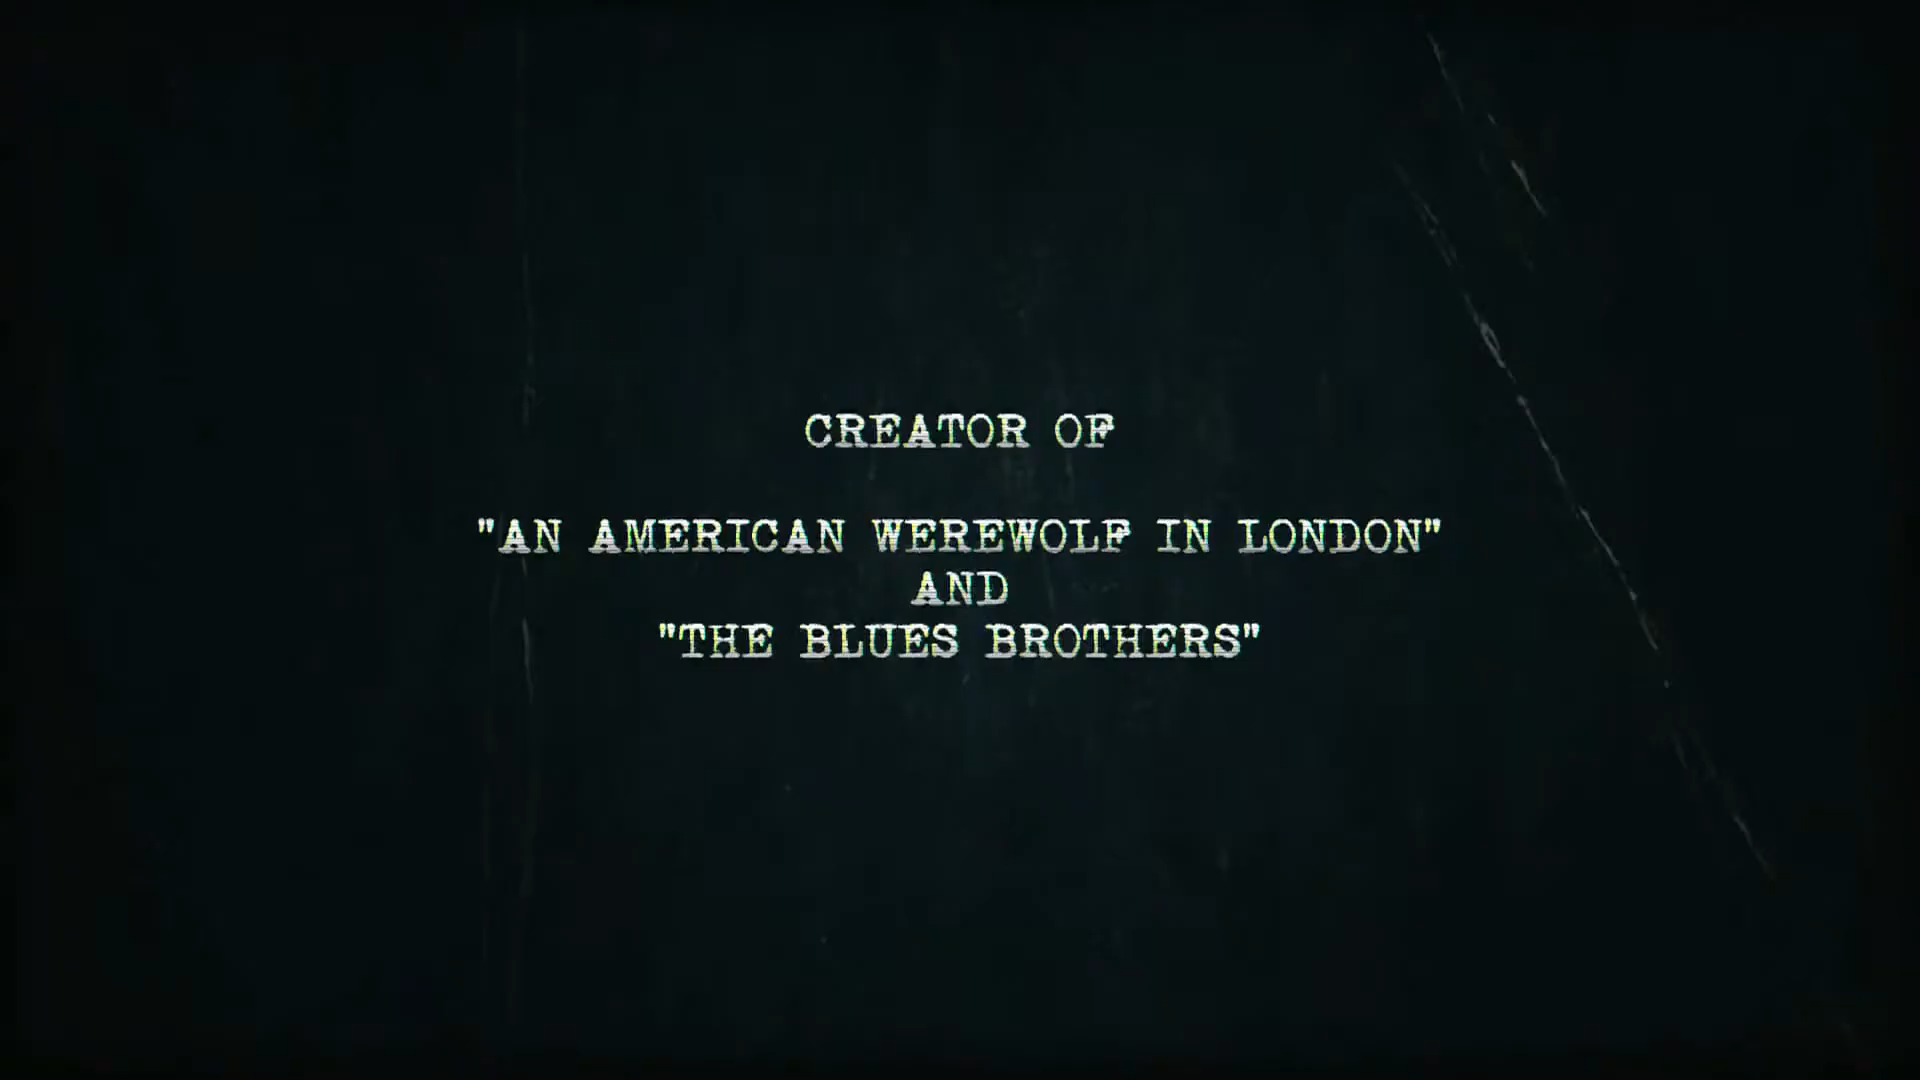 CREATOR OF
"AN AMERICAN WEREWOLF IN LONDON"
AND
"THE BLUES BROTHERS"